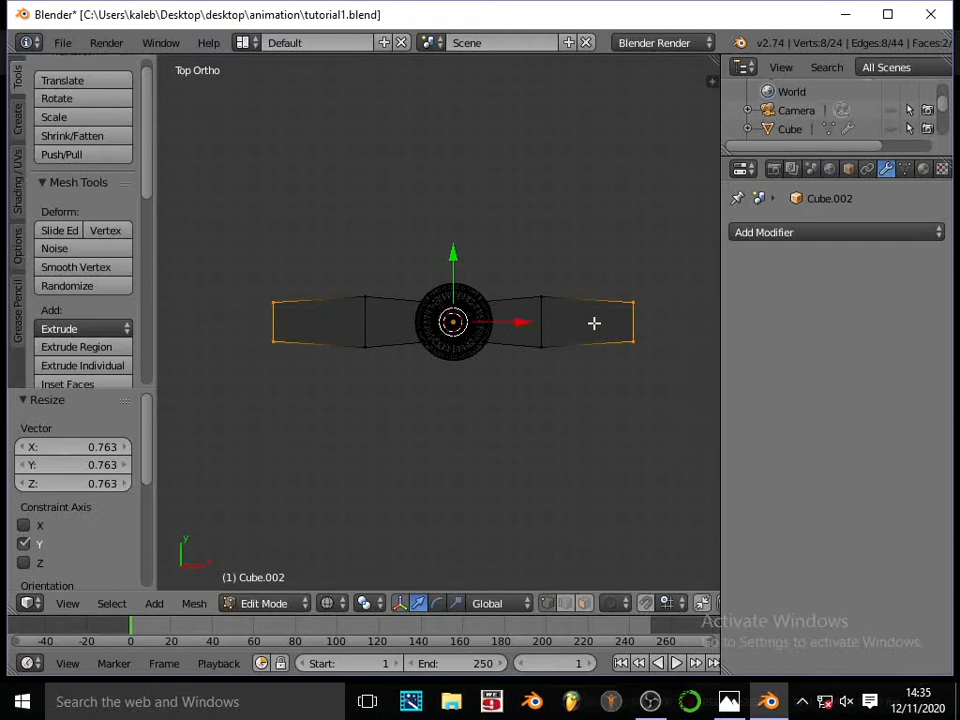 Blender* [C:\Users\kaleb\Desktop\desktop\animation\tutorial1.blend]
File Render Window Help Default Scene Blender Render v2.74 | Verts:8/24 | Edges:8/44 | Faces:2/
Tools
Create
Shading / UVs
Options
Grease Pencil
Translate
Rotate
Scale
Shrink/Fatten
Push/Pull
Mesh Tools
Deform:
Slide Ed Vertex
Noise
Smooth Vertex
Randomize
Add:
Extrude
Extrude Region
Extrude Individual
Inset Faces
Resize
Vector
X: 0.763
Y: 0.763
Z: 0.763
Constraint Axis
X
Y
Z
Orientation
Top Ortho
y
x
(1) Cube.002
View Search All Scenes
World
Camera
Cube
Cube.002
Add Modifier
View Select Add Mesh Edit Mode Global
Activate Windows
Go to Settings to activate Windows.
-40 -20 0 20 40 60 80 100 120 140 160 180 200 220 240 260
View Marker Frame Playback Start: 1 End: 250 1
Search the web and Windows
14:35
12/11/2020